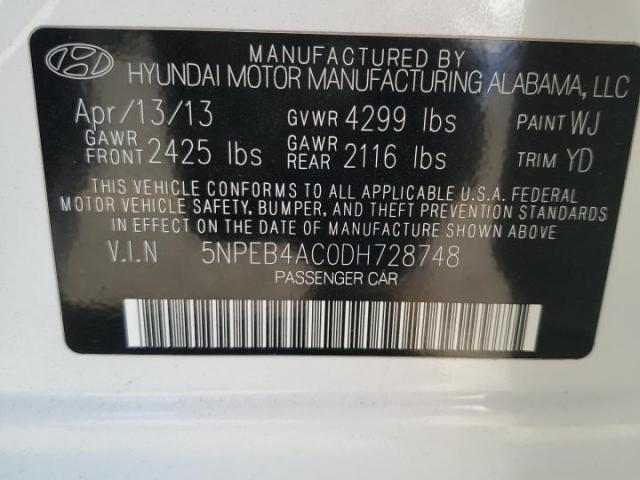 MANUFACTURED BY
HYUNDAI MOTOR MANUFACTURING ALABAMA, LLC
Apr/13/13 GVWR 4299 lbs PAINT WJ
GAWR FRONT 2425 lbs GAWR REAR 2116 lbs TRIM YD
THIS VEHICLE CONFORMS TO ALL APPLICABLE U.S.A. FEDERAL
MOTOR VEHICLE SAFETY, BUMPER, AND THEFT PREVENTION STANDARDS
IN EFFECT ON THE DATE OF MANUFACTURE SHOWN ABOVE.
V.I.N 5NPEB4AC0DH728748
PASSENGER CAR